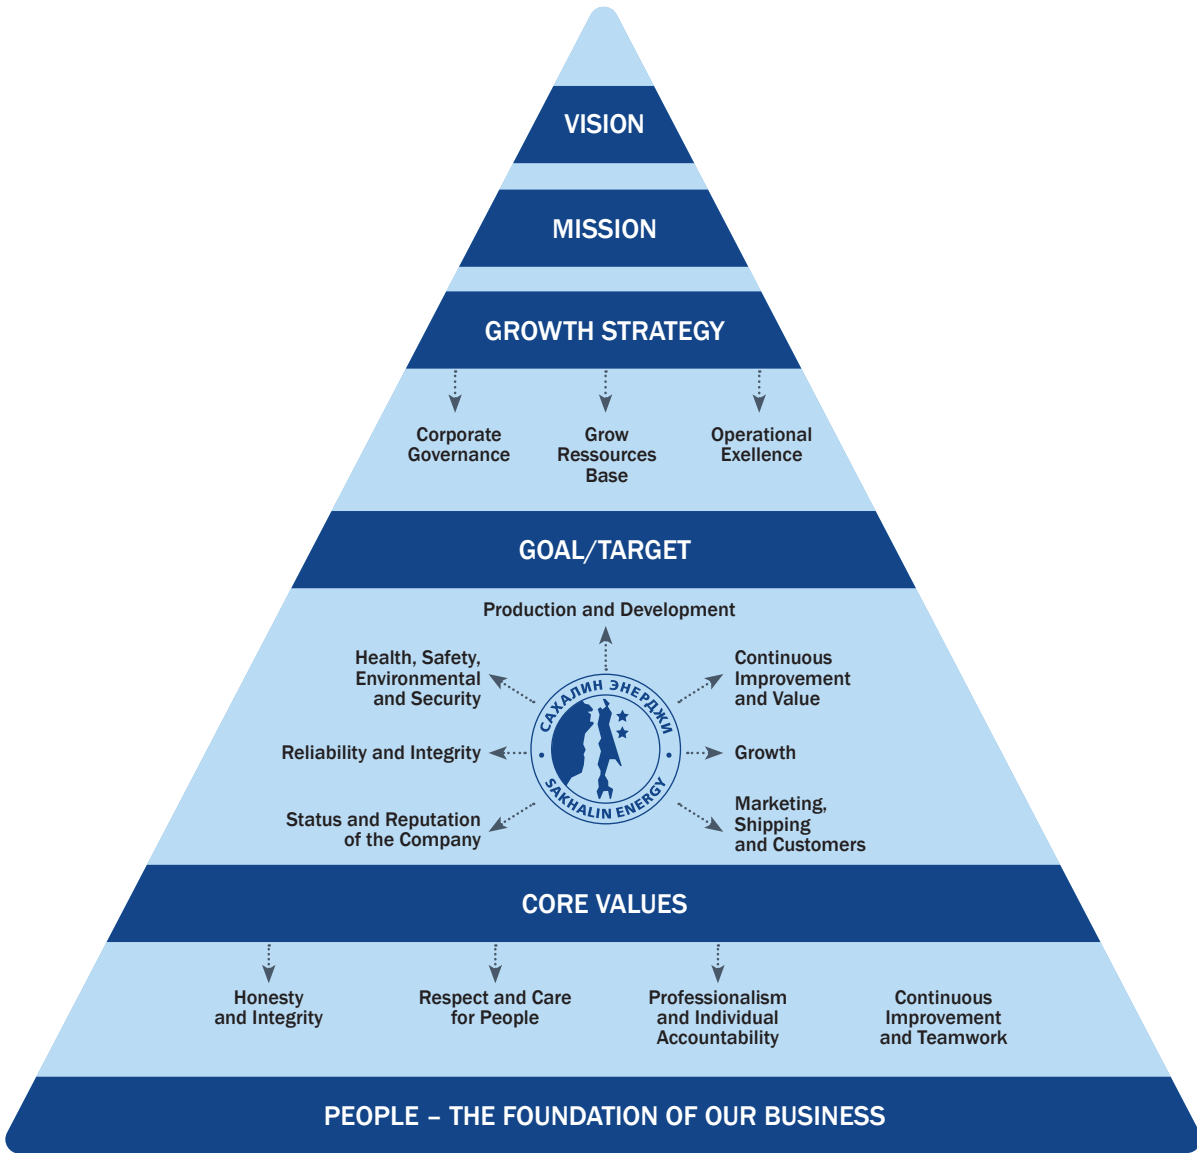 VISION
MISSION
GROWTH STRATEGY
Corporate
Governance
Grow
Ressources
Base
Operational
Exellence
GOAL/TARGET
Production and Development
Health, Safety,
Environmental
and Security
Continuous
Improvement
and Value
САХАЛИН ЭНЕРДЖИ
SAKHALIN ENERGY
Reliability and Integrity
Growth
Status and Reputation
of the Company
Marketing,
Shipping
and Customers
CORE VALUES
Honesty
and Integrity
Respect and Care
for People
Professionalism
and Individual
Accountability
Continuous
Improvement
and Teamwork
PEOPLE – THE FOUNDATION OF OUR BUSINESS